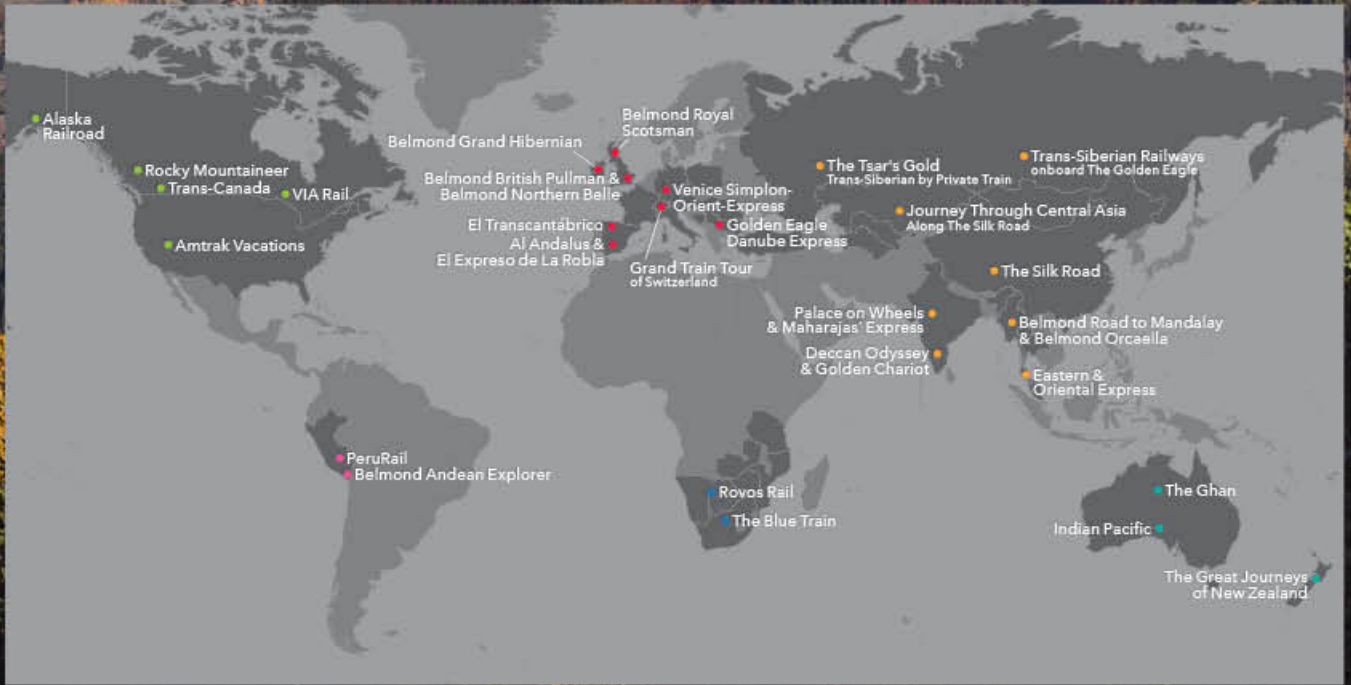 Alaska
Railroad
Rocky Mountaineer
Trans-Canada
VIA Rail
Amtrak Vacations
PeruRail
Belmond Andean Explorer
Belmond Royal
Scotsman
Belmond Grand Hibernian
Belmond British Pullman &
Belmond Northern Belle
Venice Simplon-
Orient-Express
El Transcantábrico
Al Andalus &
El Expreso de La Robla
Golden Eagle
Danube Express
Grand Train Tour
of Switzerland
The Tsar's Gold
Trans-Siberian by Private Train
Trans-Siberian Railways
onboard The Golden Eagle
Journey Through Central Asia
Along The Silk Road
The Silk Road
Palace on Wheels
& Maharajas' Express
Deccan Odyssey
& Golden Chariot
Belmond Road to Mandalay
& Belmond Orcaella
Eastern &
Oriental Express
Rovos Rail
The Blue Train
The Ghan
Indian Pacific
The Great Journeys
of New Zealand